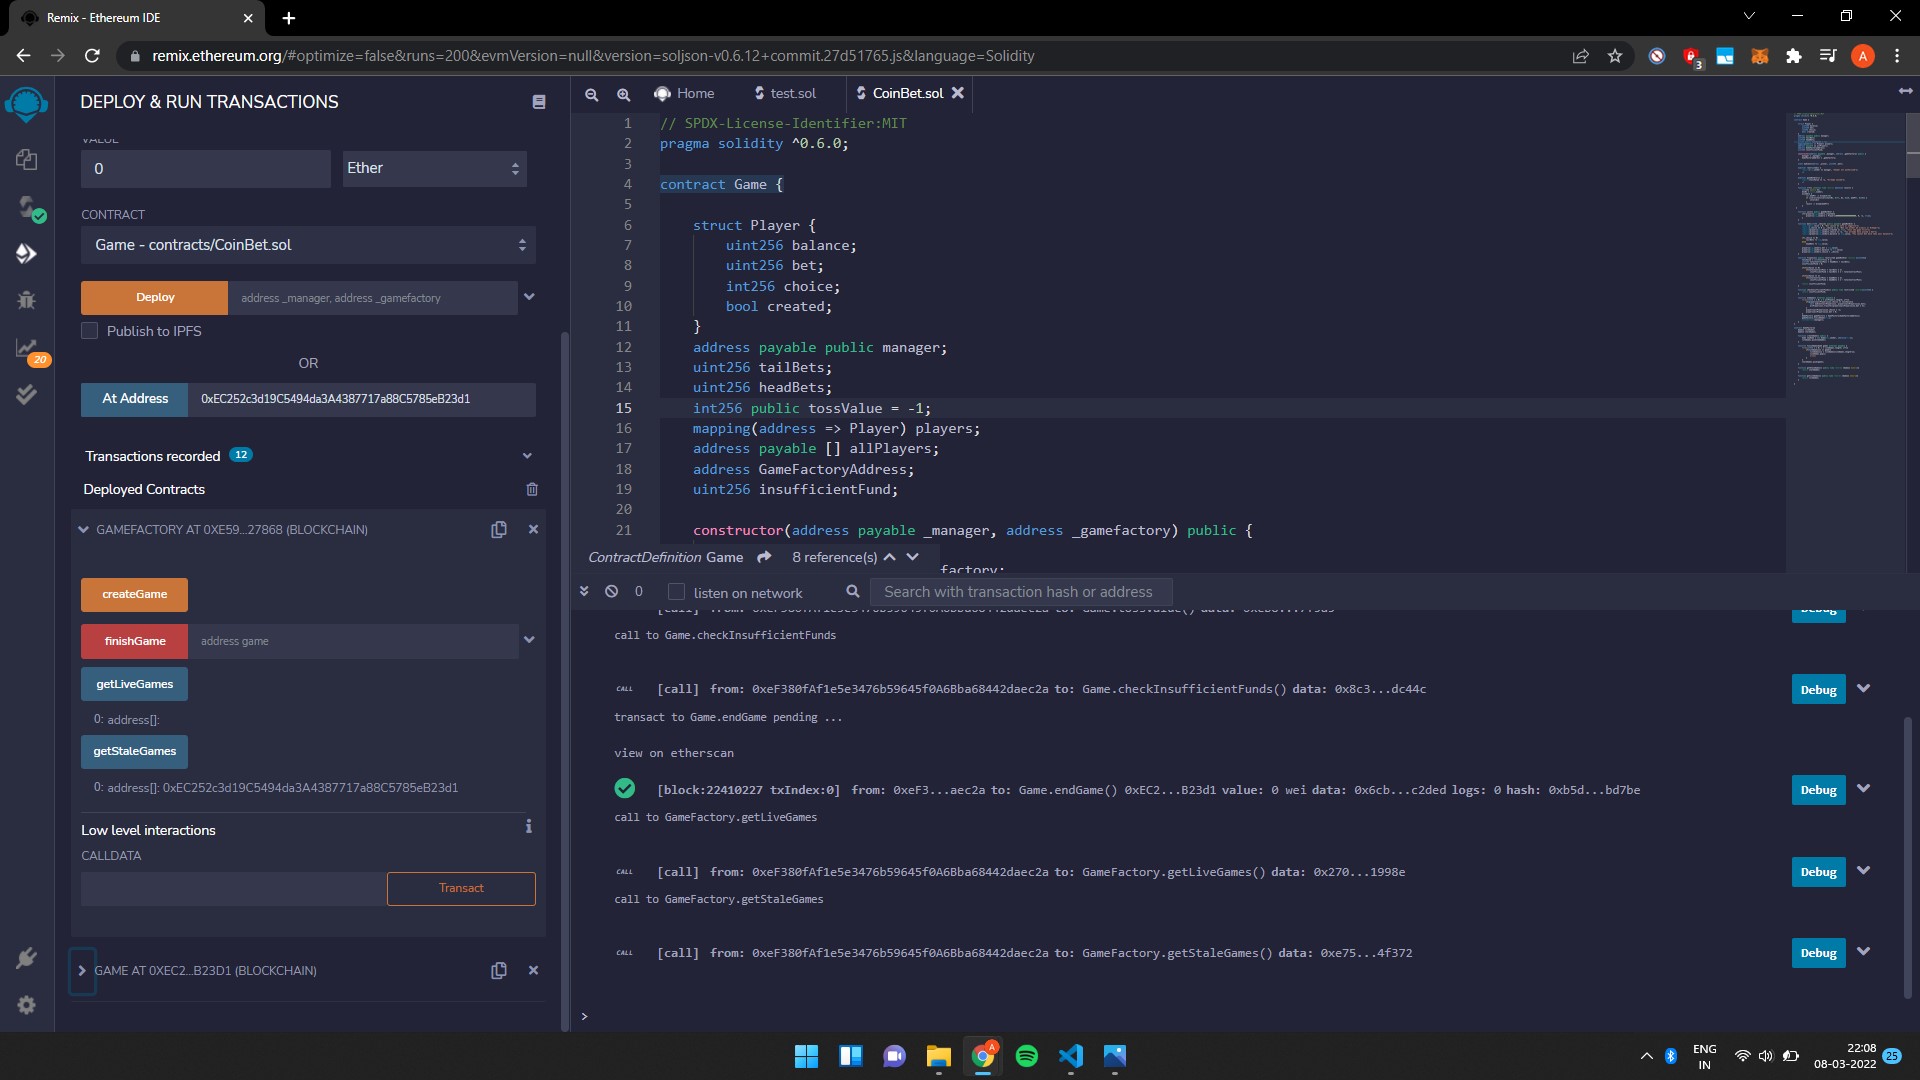 Remix - Ethereum IDE
remix.ethereum.org/#optimize=false&runs=200&evmVersion=null&version=soljson-v0.6.12+commit.27d51765.js&language=Solidity
3
A
DEPLOY & RUN TRANSACTIONS
VALUE
0
Ether
CONTRACT
Game - contracts/CoinBet.sol
Deploy
address _manager, address _gamefactory
Publish to IPFS
OR
At Address
0xEC252c3d19C5494da3A4387717a88C5785eB23d1
20
Transactions recorded 12
Deployed Contracts
GAMEFACTORY AT 0XE59...27868 (BLOCKCHAIN)
createGame
finishGame
address game
getLiveGames
0: address[]:
getStaleGames
0: address[]: 0xEC252c3d19C5494da3A4387717a88C5785eB23d1
Low level interactions
CALLDATA
Transact
GAME AT 0XEC2...B23D1 (BLOCKCHAIN)
Home
test.sol
CoinBet.sol
1 // SPDX-License-Identifier:MIT
2 pragma solidity ^0.6.0;
3
4 contract Game {
5
6 struct Player {
7 uint256 balance;
8 uint256 bet;
9 int256 choice;
10 bool created;
11 }
12 address payable public manager;
13 uint256 tailBets;
14 uint256 headBets;
15 int256 public tossValue = -1;
16 mapping(address => Player) players;
17 address payable [] allPlayers;
18 address GameFactoryAddress;
19 uint256 insufficientFund;
20
21 constructor(address payable _manager, address _gamefactory) public {
ContractDefinition Game 8 reference(s)
factory;
0
listen on network
Search with transaction hash or address
Debug
call to Game.checkInsufficientFunds
CALL [call] from: 0xeF380fAf1e5e3476b59645f0A6Bba68442daec2a to: Game.checkInsufficientFunds() data: 0x8c3...dc44c
Debug
transact to Game.endGame pending ...
view on etherscan
[block:22410227 txIndex:0] from: 0xeF3...aec2a to: Game.endGame() 0xEC2...B23d1 value: 0 wei data: 0x6cb...c2ded logs: 0 hash: 0xb5d...bd7be
Debug
call to GameFactory.getLiveGames
CALL [call] from: 0xeF380fAf1e5e3476b59645f0A6Bba68442daec2a to: GameFactory.getLiveGames() data: 0x270...1998e
Debug
call to GameFactory.getStaleGames
CALL [call] from: 0xeF380fAf1e5e3476b59645f0A6Bba68442daec2a to: GameFactory.getStaleGames() data: 0xe75...4f372
Debug
>
A
ENG
IN
22:08
08-03-2022
25